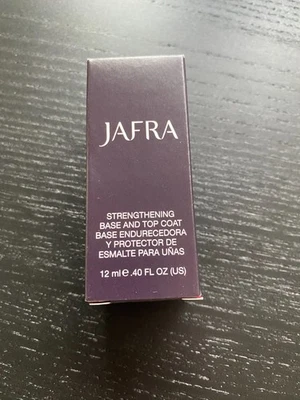 JAFRA
STRENGTHENING
BASE AND TOP COAT
BASE ENDURECEDORA
Y PROTECTOR DE
ESMALTE PARA UÑAS
12 ml ℮ .40 FL OZ (US)